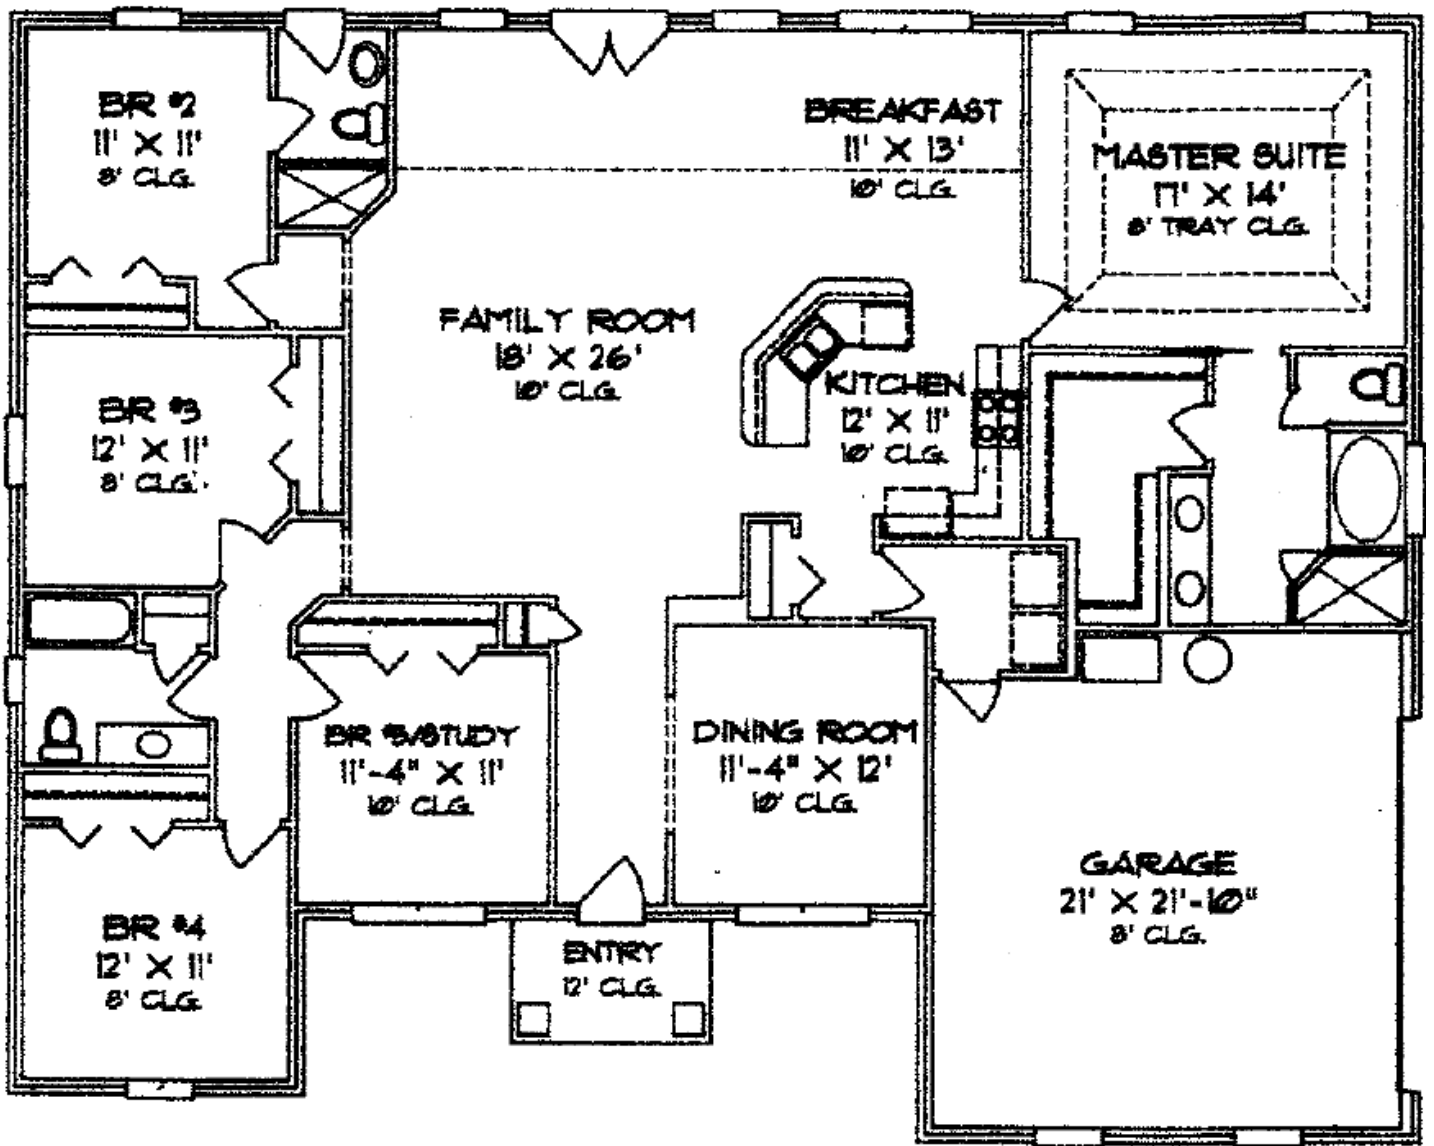 BR #2
11' X 11'
8' CLG.
BREAKFAST
11' X 13'
10' CLG.
MASTER SUITE
17' X 14'
8' TRAY CLG.
FAMILY ROOM
18' X 26'
10' CLG.
KITCHEN
12' X 11'
10' CLG.
BR #3
12' X 11'
8' CLG.
BR #5/STUDY
11'-4" X 11'
10' CLG.
DINING ROOM
11'-4" X 12'
10' CLG.
GARAGE
21' X 21'-10"
8' CLG.
BR #4
12' X 11'
8' CLG.
ENTRY
12' CLG.